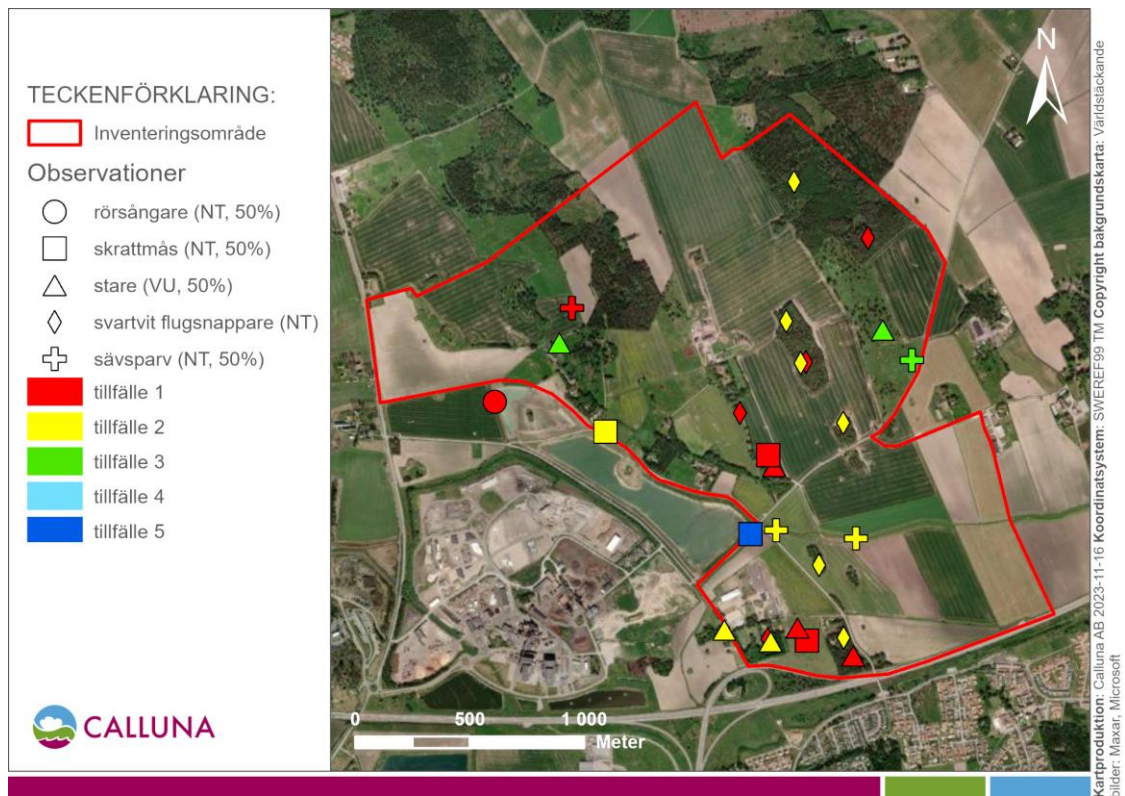 TECKENFÖRKLARING:
Inventeringsområde
Observationer
rörsångare (NT, 50%)
skrattmås (NT, 50%)
stare (VU, 50%)
svartvit flugsnappare (NT)
sävsparv (NT, 50%)
tillfälle 1
tillfälle 2
tillfälle 3
tillfälle 4
tillfälle 5
CALLUNA
N
0 500 1 000
Meter
Kartproduktion: Calluna AB 2023-11-16 Koordinatsystem: SWEREF99 TM Copyright bakgrundskarta: Världstäckande
bilder: Maxar, Microsoft